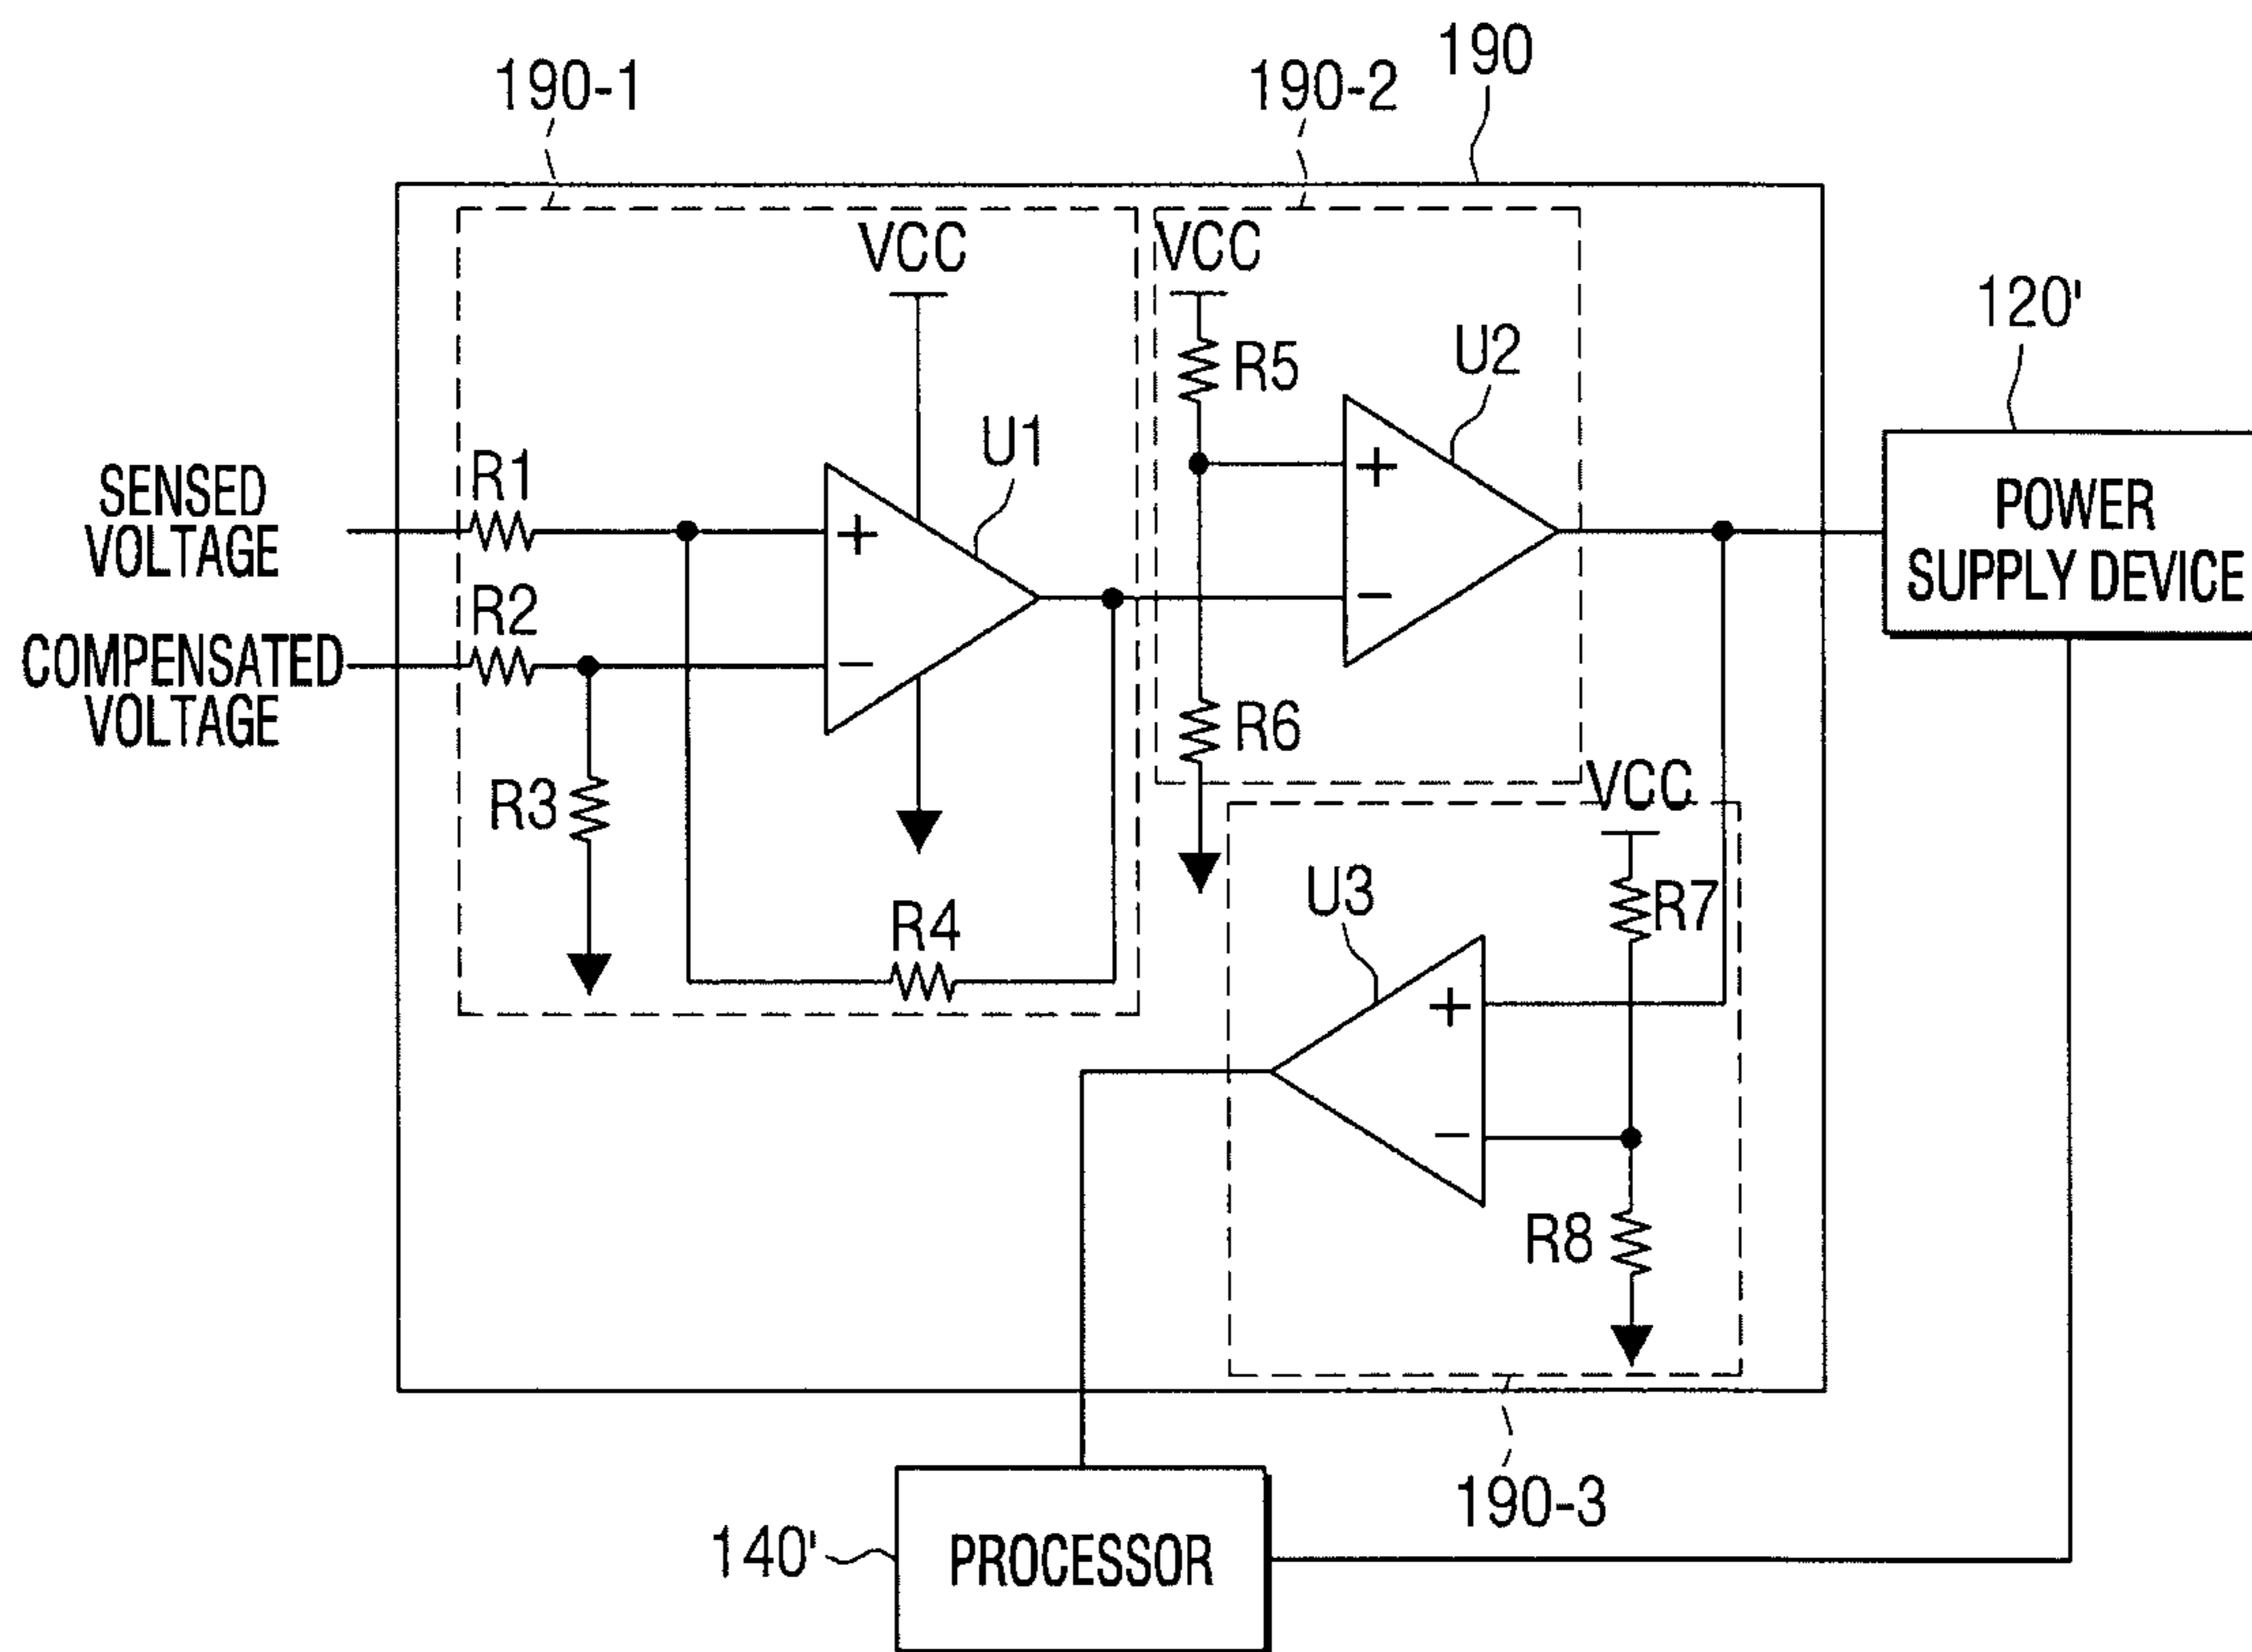 190
190-1
190-2
VCC
VCC
120'
U2
R5
U1
R1
SENSED
VOLTAGE
+
+
POWER
SUPPLY DEVICE
R2
−
−
COMPENSATED
VOLTAGE
R6
R3
VCC
U3
R7
R4
+
−
R8
190-3
140'
PROCESSOR